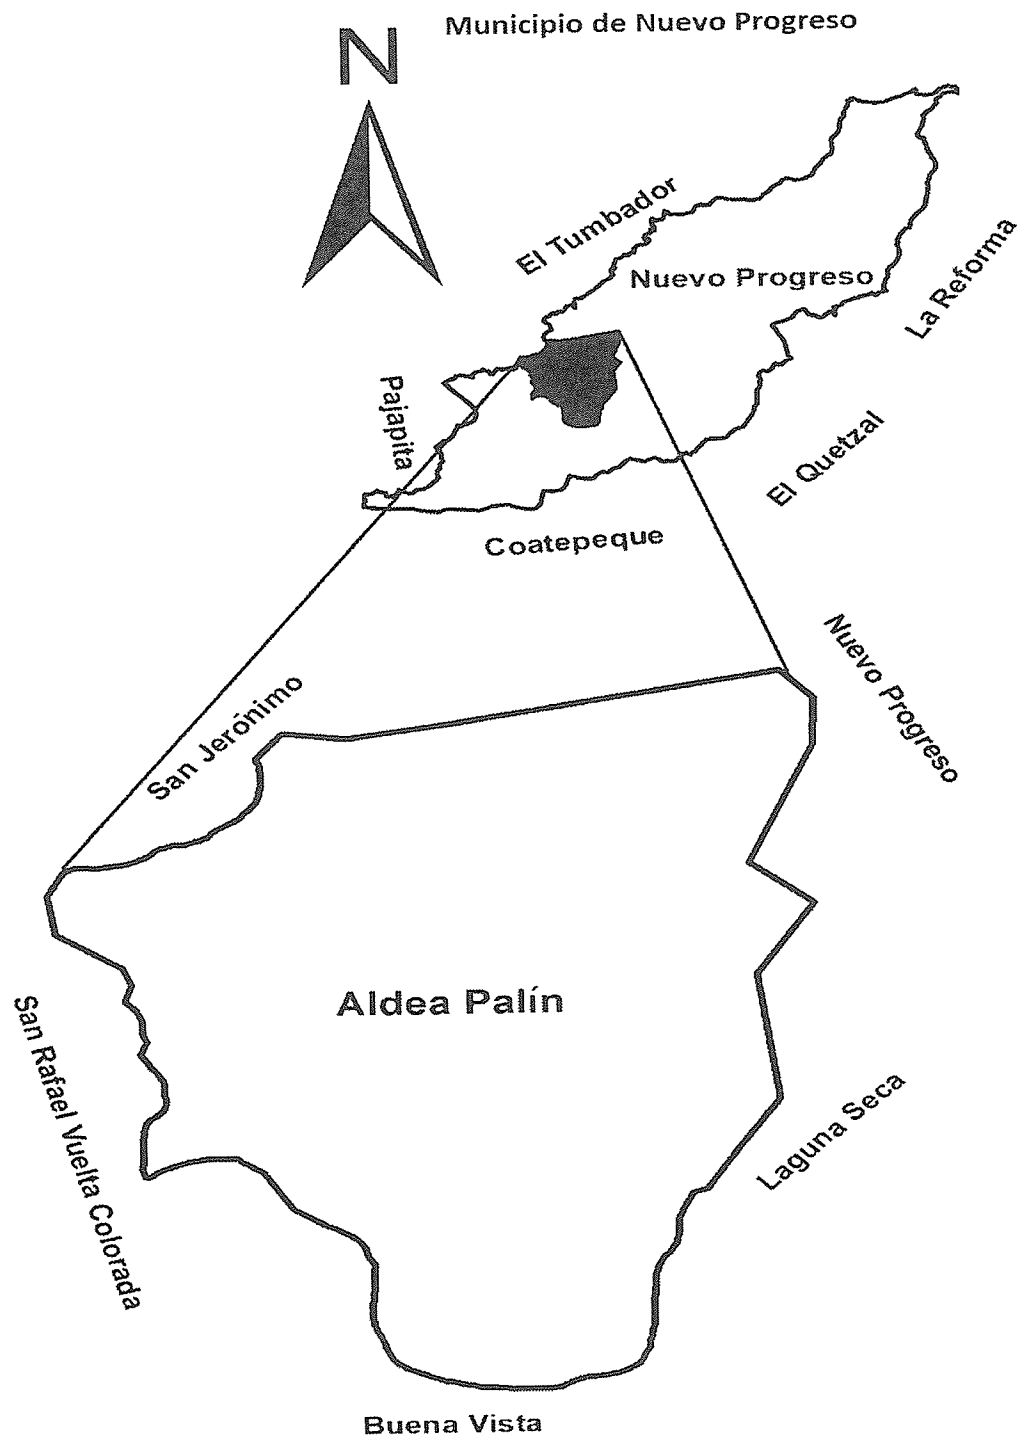 Municipio de Nuevo Progreso
N
El Tumbador
Nuevo Progreso
La Reforma
Pajapita
El Quetzal
Coatepeque
Nuevo Progreso
San Jerónimo
Aldea Palín
San Rafael Vuelta Colorada
Laguna Seca
Buena Vista